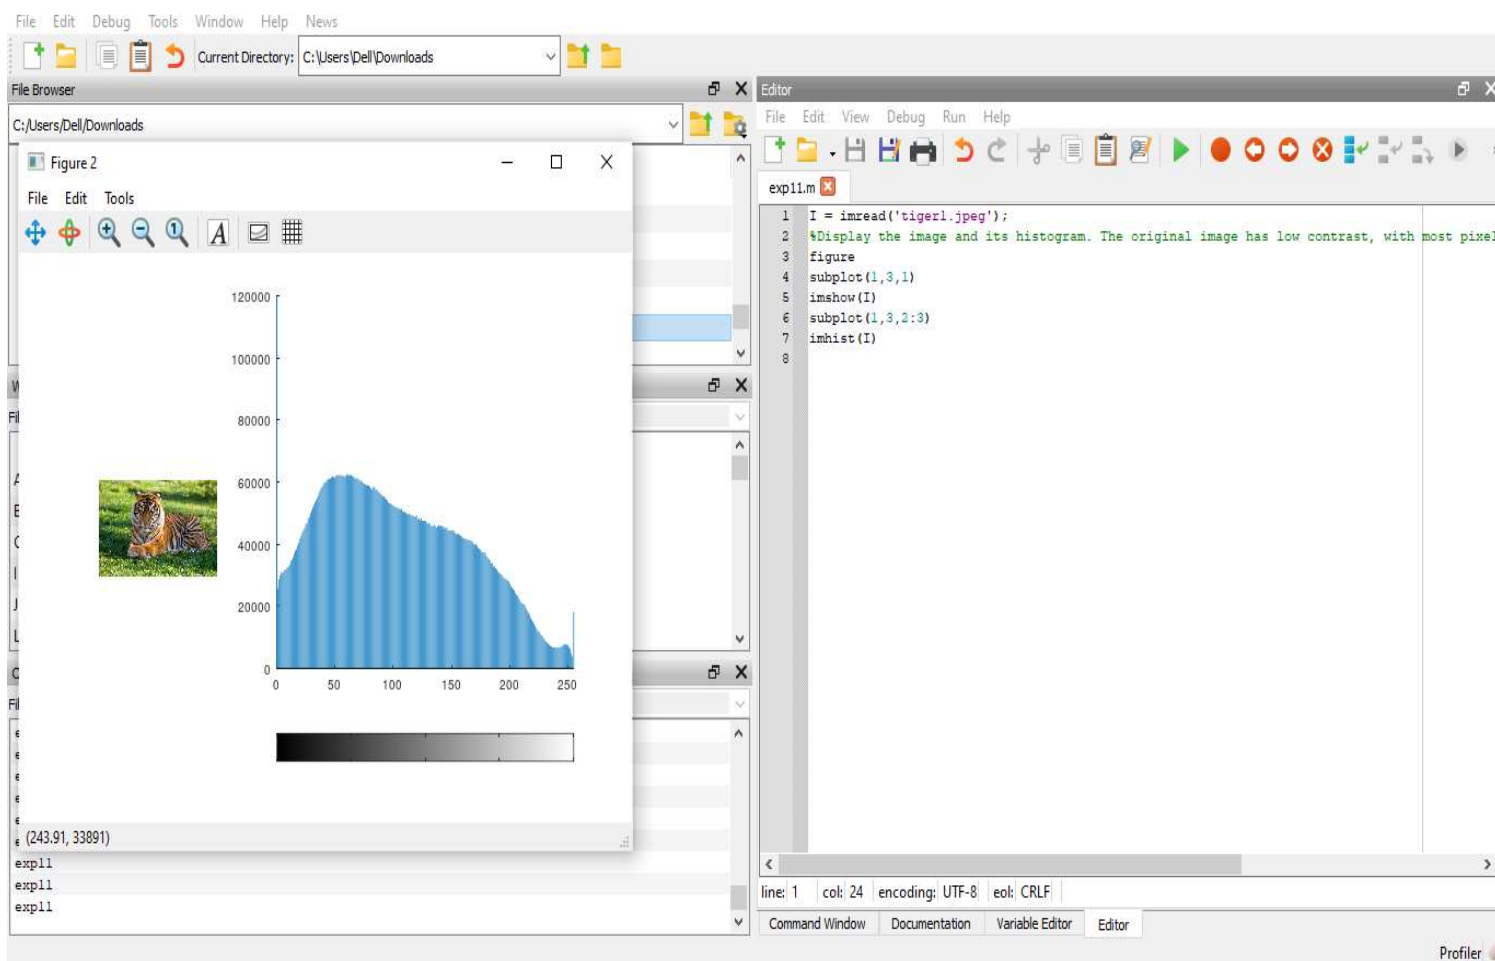 File Edit Debug Tools Window Help News
Current Directory: C:\Users\Dell\Downloads
File Browser
C:/Users/Dell/Downloads
Figure 2
File Edit Tools
A
120000
100000
80000
60000
40000
20000
0
0 50 100 150 200 250
(243.91, 33891)
exp11
exp11
exp11
Editor
File Edit View Debug Run Help
exp11.m
1 I = imread('tiger1.jpeg');
2 %Display the image and its histogram. The original image has low contrast, with most pixel
3 figure
4 subplot(1,3,1)
5 imshow(I)
6 subplot(1,3,2:3)
7 imhist(I)
8
line: 1 col: 24 encoding: UTF-8 eol: CRLF
Command Window Documentation Variable Editor Editor
Profiler